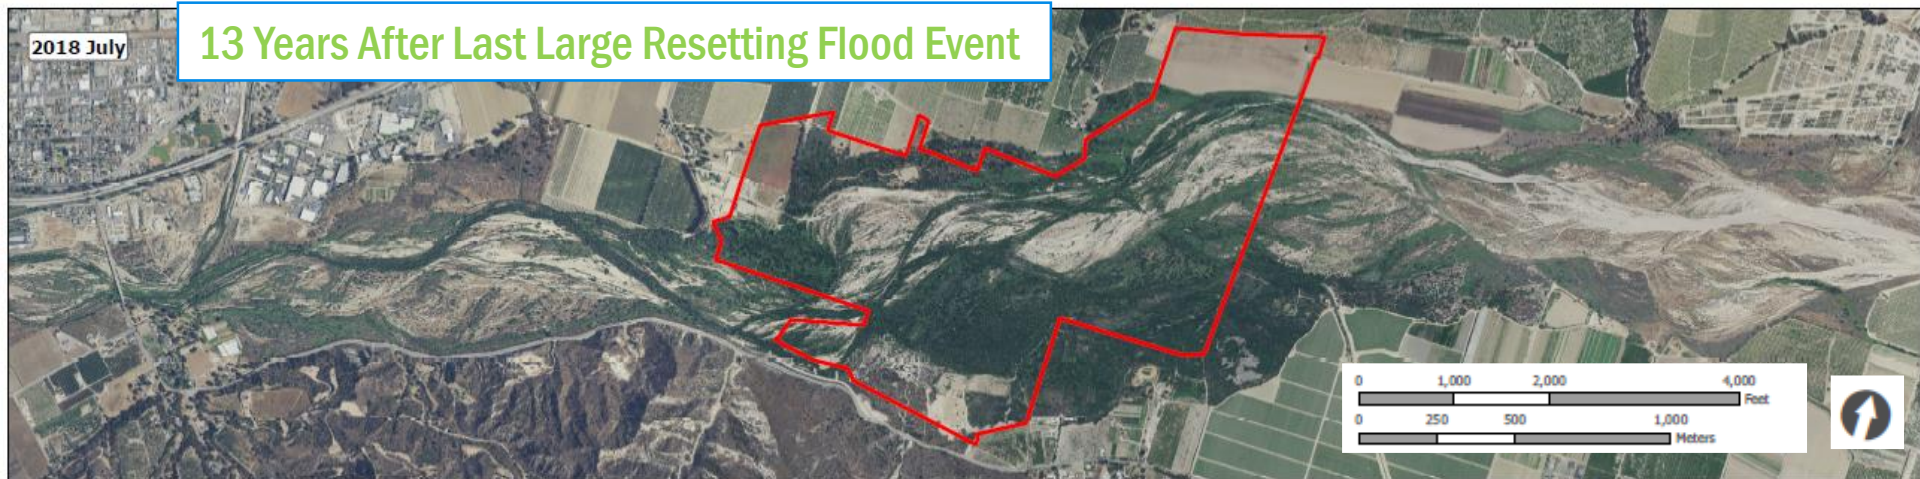 13 Years After Last Large Resetting Flood Event
2018 July
0 1,000 2,000 4,000
Feet
0 250 500 1,000
Meters